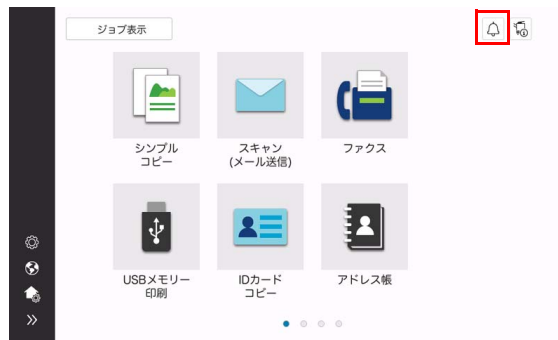 ジョブ表示
シンプル
コピー
スキャン
(メール送信)
ファクス
USBメモリー
印刷
IDカード
コピー
アドレス帳